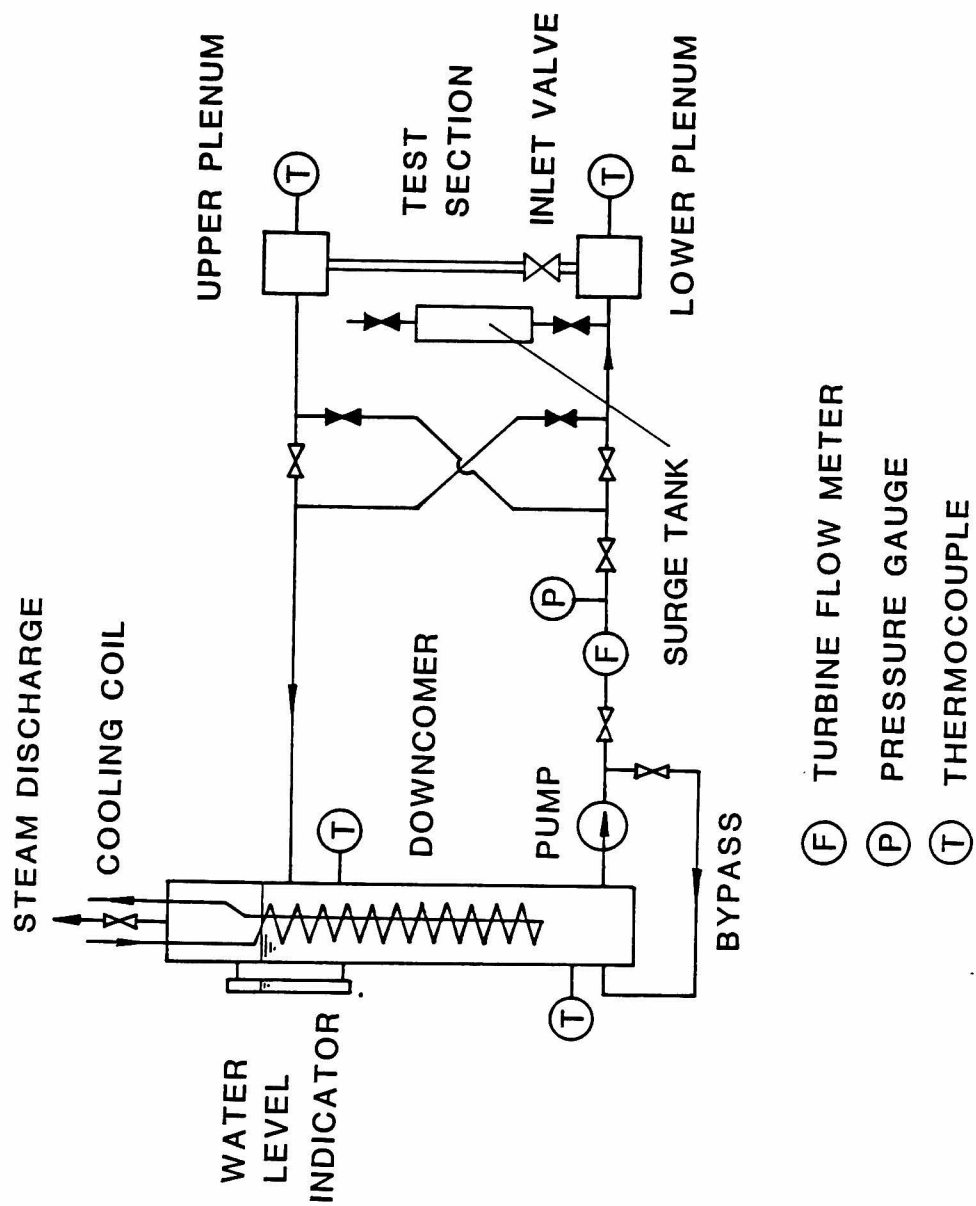 STEAM DISCHARGE
COOLING COIL
WATER
LEVEL
INDICATOR
T
DOWNCOMER
UPPER PLENUM
T
TEST
SECTION
INLET VALVE
T
PUMP
F
P
T
LOWER PLENUM
BYPASS
SURGE TANK
F TURBINE FLOW METER
P PRESSURE GAUGE
T THERMOCOUPLE